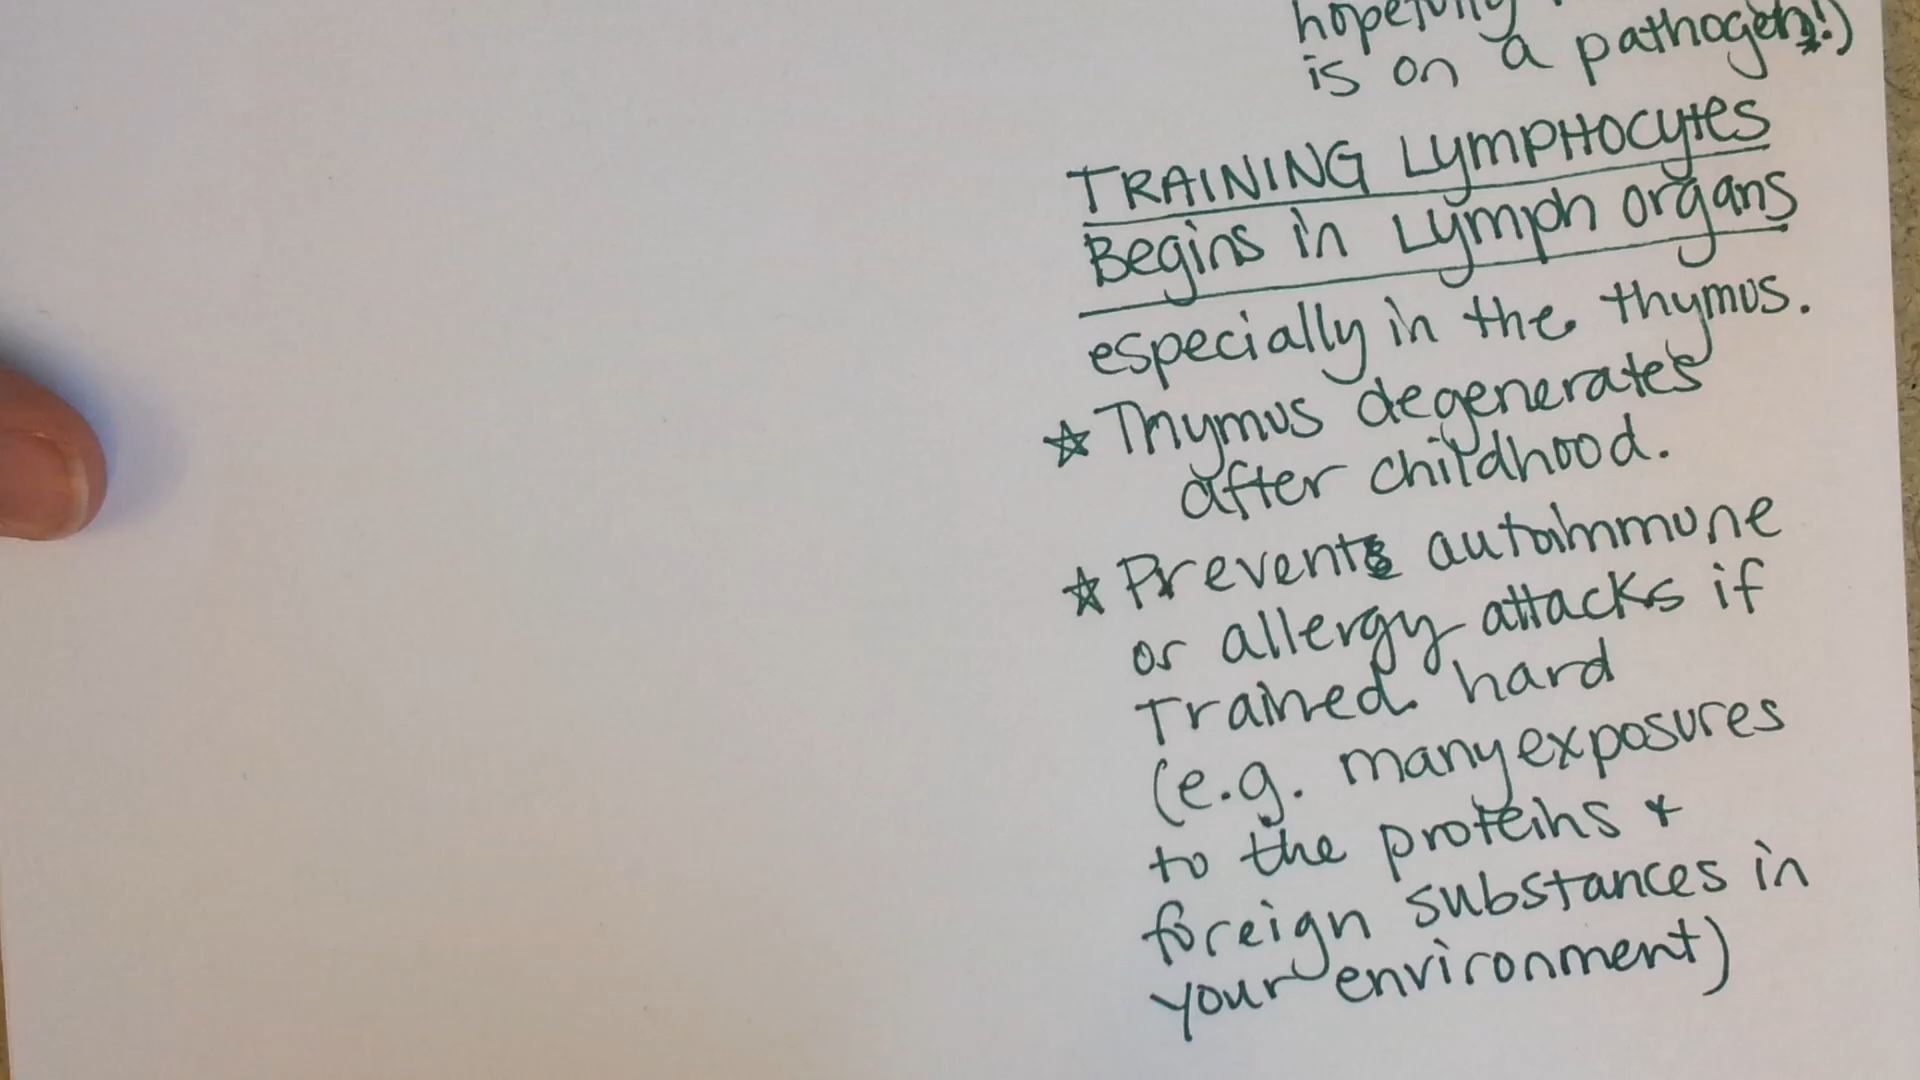 hopefully
is on a pathogen!)
TRAINING LympHocytes
Begins in Lymph organs
especially in the thymus.
☆ Thymus degenerates
after childhood.
☆ Prevents autoimmune
or allergy attacks if
Trained hard
(e.g. many exposures
to the proteins +
foreign substances in
your environment)